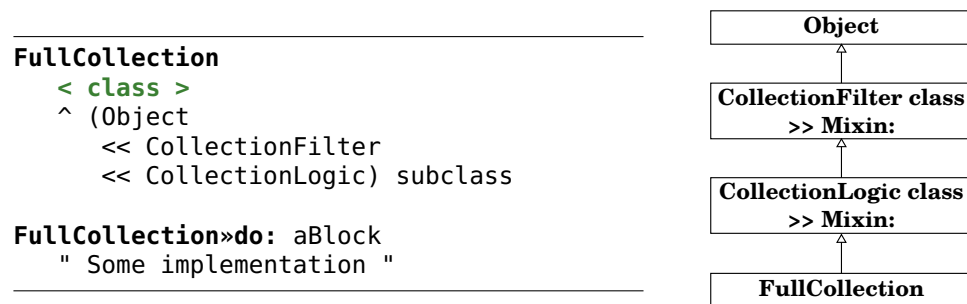 FullCollection
< class >
^ (Object
<< CollectionFilter
<< CollectionLogic) subclass
FullCollection»do: aBlock
" Some implementation "
Object
CollectionFilter class
>> Mixin:
CollectionLogic class
>> Mixin:
FullCollection